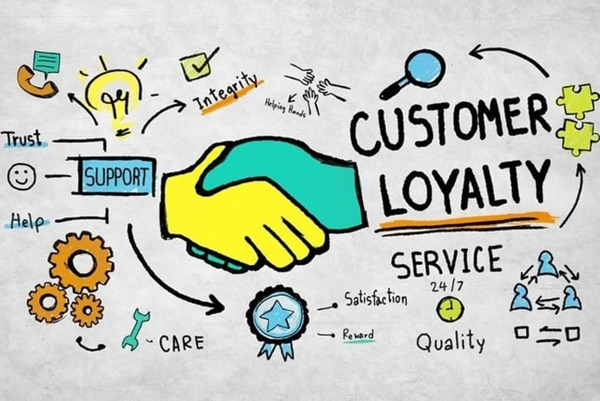 Integrity
Helping Hands
CUSTOMER
LOYALTY
Trust
SUPPORT
Help
SERVICE
24/7
Quality
Satisfaction
Reward
CARE